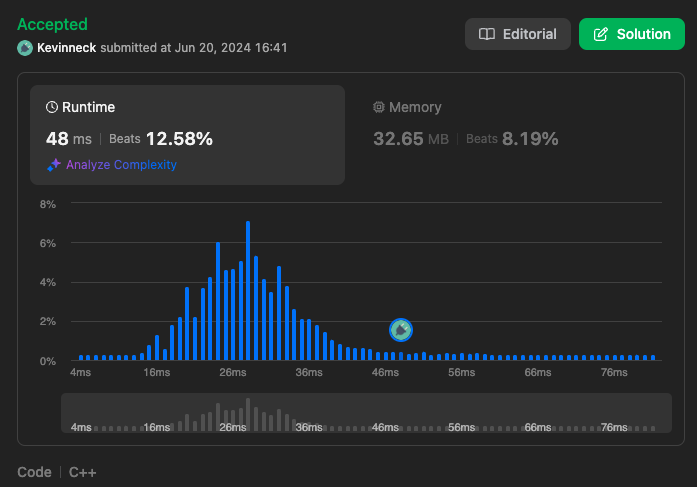 Accepted
Editorial
Solution
Kevinneck submitted at Jun 20, 2024 16:41
Runtime
Memory
48 ms | Beats 12.58%
32.65 MB | Beats 8.19%
Analyze Complexity
8%
6%
4%
2%
0%
4ms 16ms 26ms 36ms 46ms 56ms 66ms 76ms
4ms 16ms 26ms 36ms 46ms 56ms 66ms 76ms
Code | C++